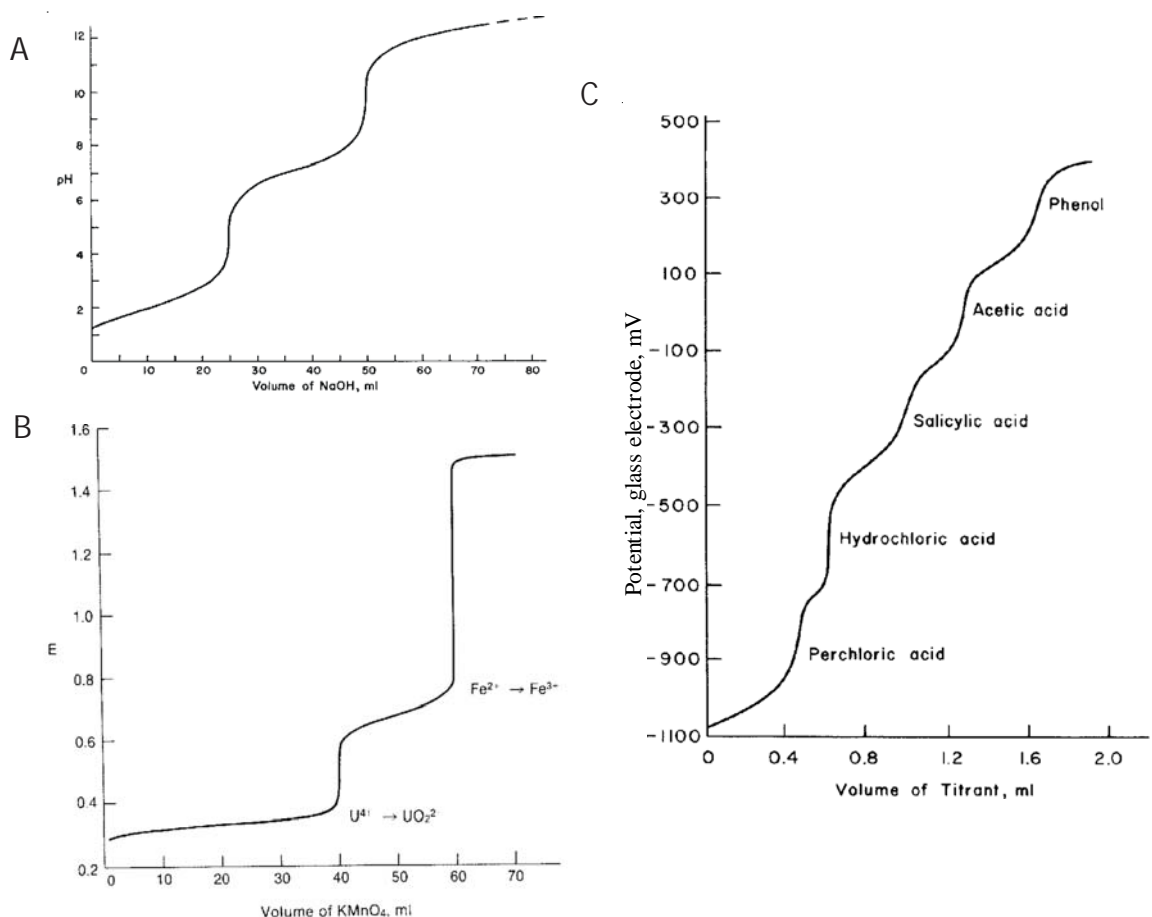 A
12
10
8
pH
6
4
2
0
10
20
30
40
50
60
70
80
Volume of NaOH, ml
B
1.6
1.4
1.2
1.0
E
0.8
0.6
0.4
0.2
Fe²⁺ → Fe³⁻
U⁴⁺ → UO₂²
0
10
20
30
40
50
60
70
Volume of KMnO₄, ml
C
500
300
100
-100
-300
-500
-700
-900
-1100
Potential, glass electrode, mV
Phenol
Acetic acid
Salicylic acid
Hydrochloric acid
Perchloric acid
0
0.4
0.8
1.2
1.6
2.0
Volume of Titrant, ml